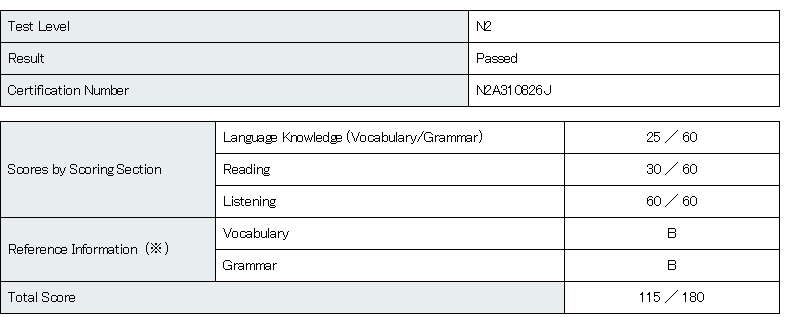 Test Level N2
Result Passed
Certification Number N2A310826J
Language Knowledge (Vocabulary/Grammar) 25 ／ 60
Scores by Scoring Section Reading 30 ／ 60
Listening 60 ／ 60
Vocabulary B
Reference Information (※)
Grammar B
Total Score 115 ／ 180